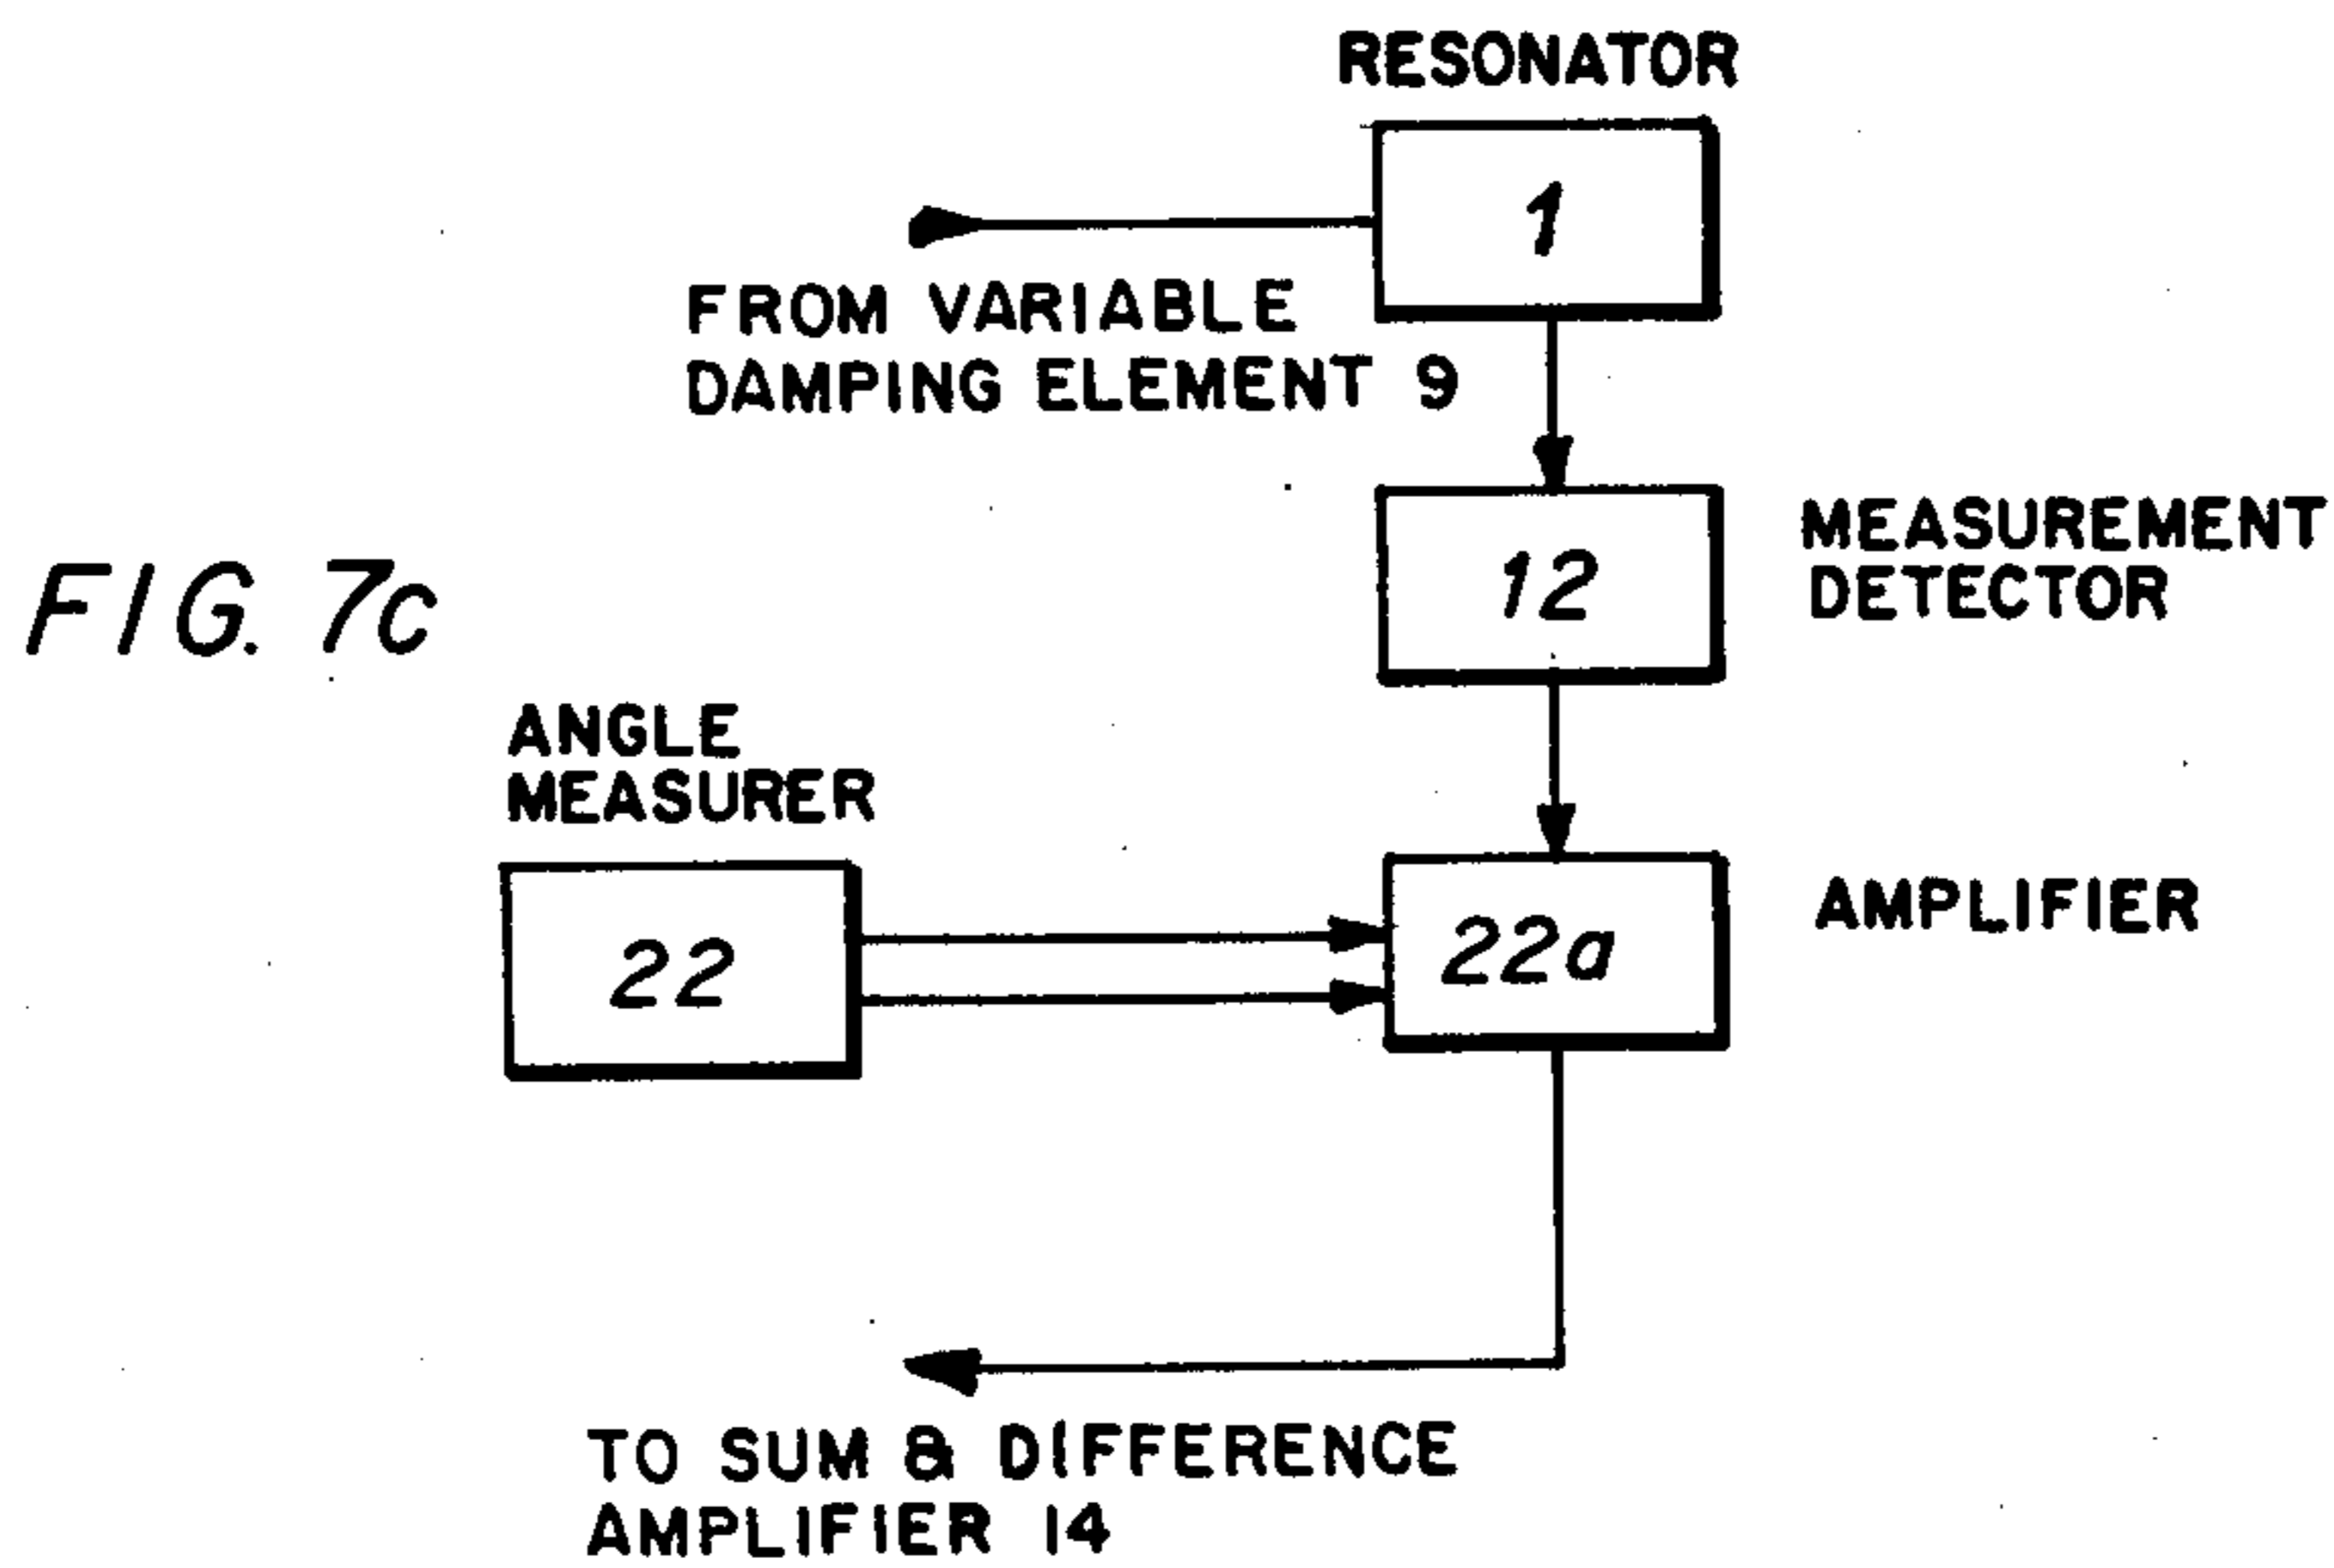 RESONATOR
1
FROM VARIABLE
DAMPING ELEMENT 9
12
MEASUREMENT
DETECTOR
FIG. 7c
ANGLE
MEASURER
22
22a
AMPLIFIER
TO SUM & DIFFERENCE
AMPLIFIER 14